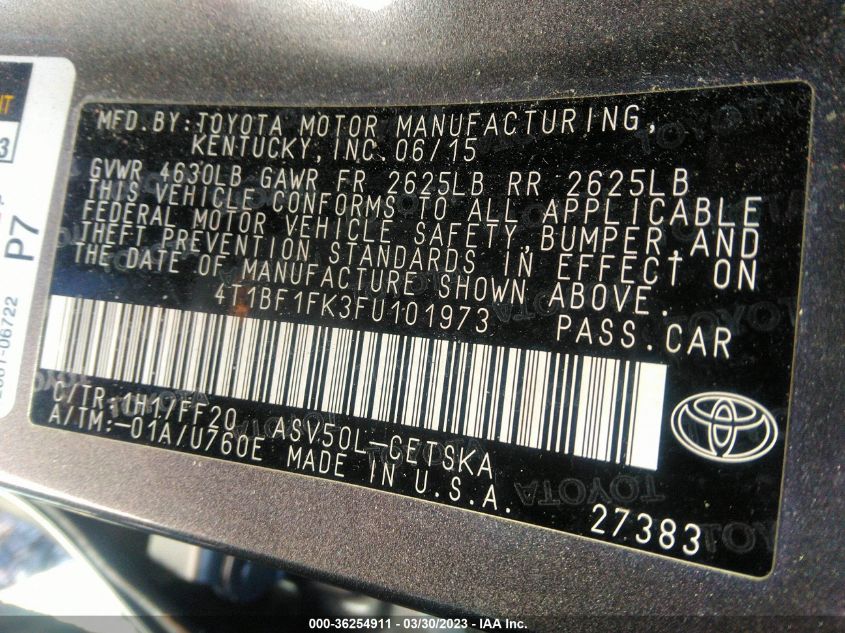 MFD.BY:TOYOTA MOTOR MANUFACTURING,
KENTUCKY,INC.06/15
GVWR 4630LB GAWR FR 2625LB RR 2625LB
THIS VEHICLE CONFORMS TO ALL APPLICABLE
FEDERAL MOTOR VEHICLE SAFETY,BUMPER,AND
THEFT PREVENTION STANDARDS IN EFFECT ON
THE DATE OF MANUFACTURE SHOWN ABOVE.
4T1BF1FK3FU101973 PASS.CAR
C/TR:1H17/FF20 ASV50L-CETSKA
A/TM:-01A/U760E MADE IN U.S.A.
27383
P7
000-36254911 - 03/30/2023 - IAA Inc.